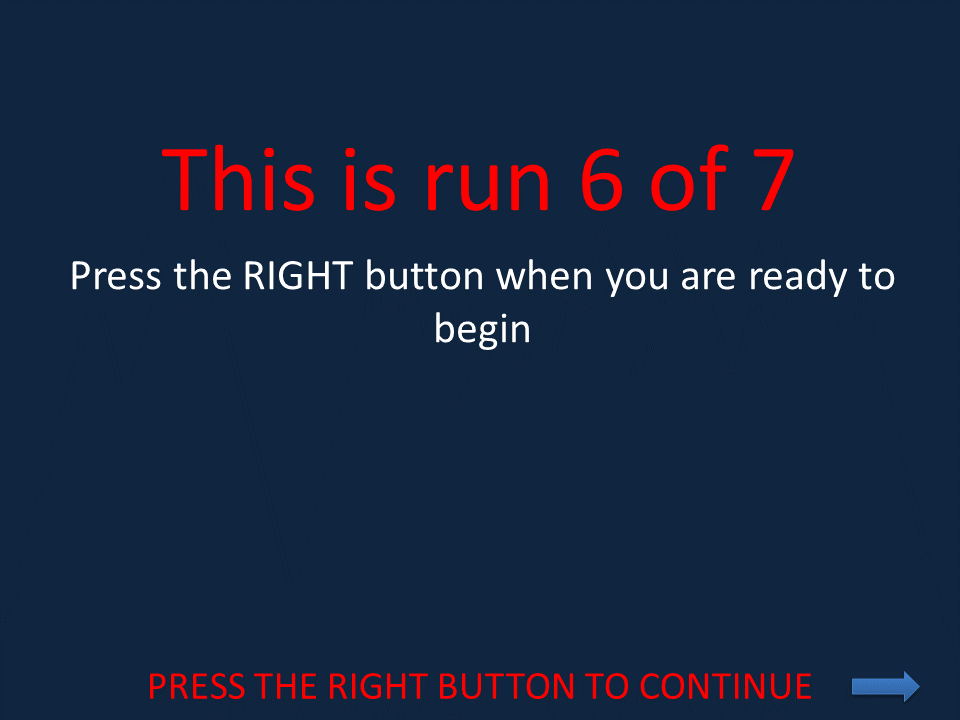 This is run 6 of 7
Press the RIGHT button when you are ready to
begin
PRESS THE RIGHT BUTTON TO CONTINUE